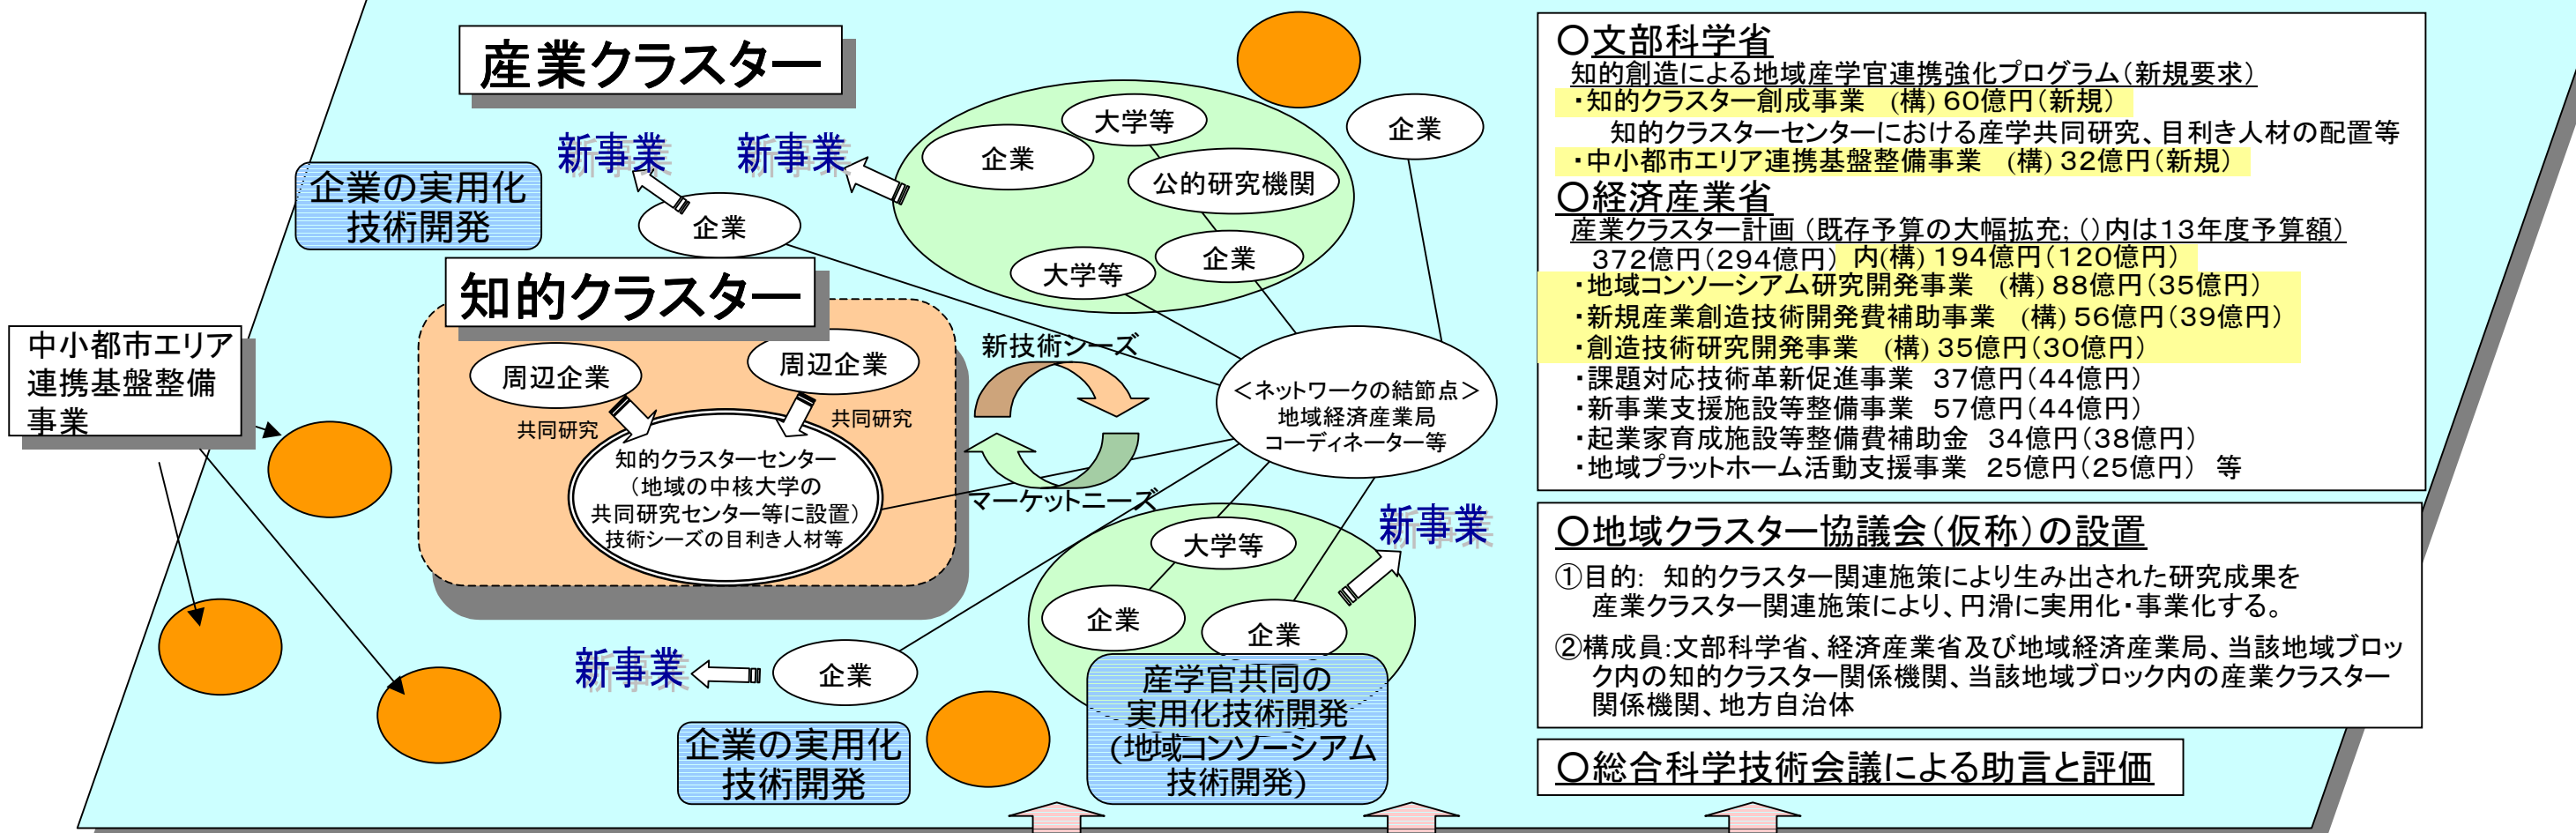 産業クラスター
新事業
新事業
企業の実用化
技術開発
企業
大学等
企業
公的研究機関
企業
大学等
企業
知的クラスター
周辺企業
周辺企業
共同研究
共同研究
知的クラスターセンター
（地域の中核大学の
共同研究センター等に設置）
技術シーズの目利き人材等
中小都市エリア
連携基盤整備
事業
新技術シーズ
マーケットニーズ
＜ネットワークの結節点＞
地域経済産業局
コーディネーター等
大学等
企業
企業
新事業
新事業
企業
企業の実用化
技術開発
産学官共同の
実用化技術開発
(地域コンソーシアム
技術開発)
○文部科学省
知的創造による地域産学官連携強化プログラム（新規要求）
・知的クラスター創成事業　(構) 60億円（新規）
知的クラスターセンターにおける産学共同研究、目利き人材の配置等
・中小都市エリア連携基盤整備事業　(構) 32億円（新規）
○経済産業省
産業クラスター計画 （既存予算の大幅拡充; （）内は13年度予算額）
372億円（294億円） 内(構) 194億円（120億円）
・地域コンソーシアム研究開発事業　(構) 88億円（35億円）
・新規産業創造技術開発費補助事業　(構) 56億円（39億円）
・創造技術研究開発事業　(構) 35億円（30億円）
・課題対応技術革新促進事業　37億円（44億円）
・新事業支援施設等整備事業　57億円（44億円）
・起業家育成施設等整備費補助金　34億円（38億円）
・地域プラットホーム活動支援事業　25億円（25億円）　等
○地域クラスター協議会（仮称）の設置
①目的:　知的クラスター関連施策により生み出された研究成果を
産業クラスター関連施策により、円滑に実用化・事業化する。
②構成員:文部科学省、経済産業省及び地域経済産業局、当該地域ブロッ
ク内の知的クラスター関係機関、当該地域ブロック内の産業クラスター
関係機関、地方自治体
○総合科学技術会議による助言と評価